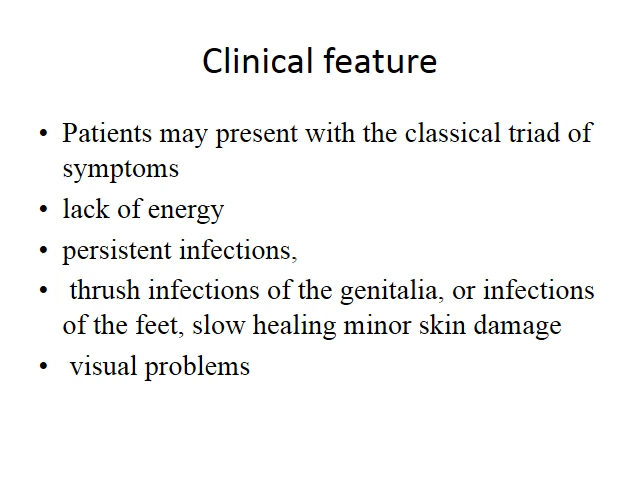 Clinical feature
• Patients may present with the classical triad of
symptoms
• lack of energy
• persistent infections,
• thrush infections of the genitalia, or infections
of the feet, slow healing minor skin damage
• visual problems